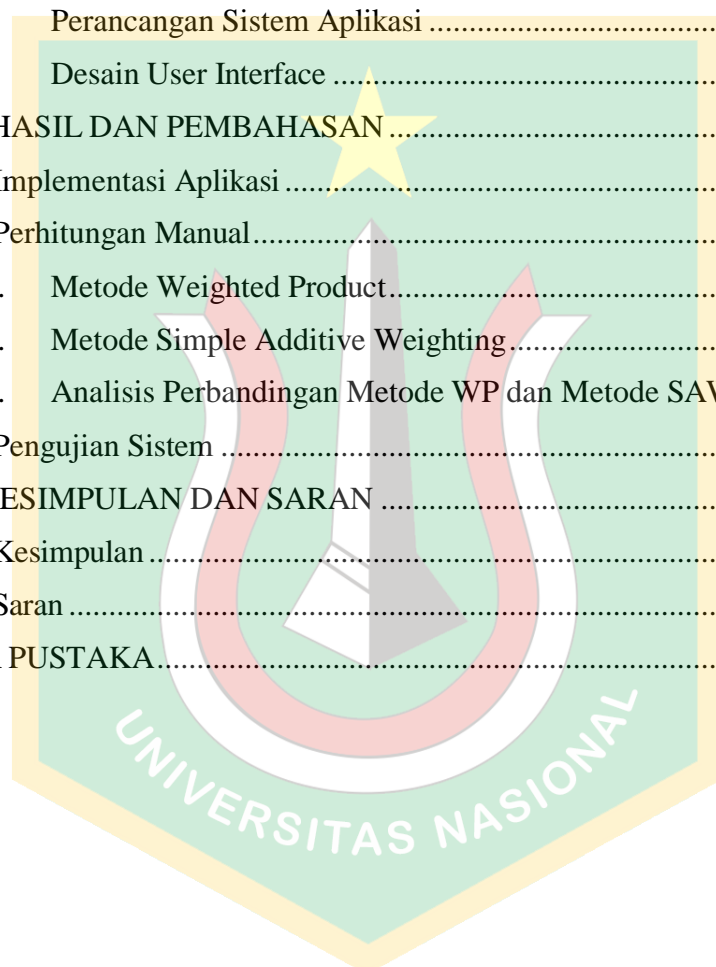 Perancangan Sistem Aplikasi ........................................
Desain User Interface .....................................................
HASIL DAN PEMBAHASAN .............................................
Implementasi Aplikasi ......................................................
Perhitungan Manual...........................................................
. Metode Weighted Product............................................
. Metode Simple Additive Weighting............................
. Analisis Perbandingan Metode WP dan Metode
Pengujian Sistem ...............................................................
ESIMPULAN DAN SARAN .............................................
Kesimpulan .........................................................................
Saran ....................................................................................
PUSTAKA..........................................................................
UNIVERSITAS NASIONAL